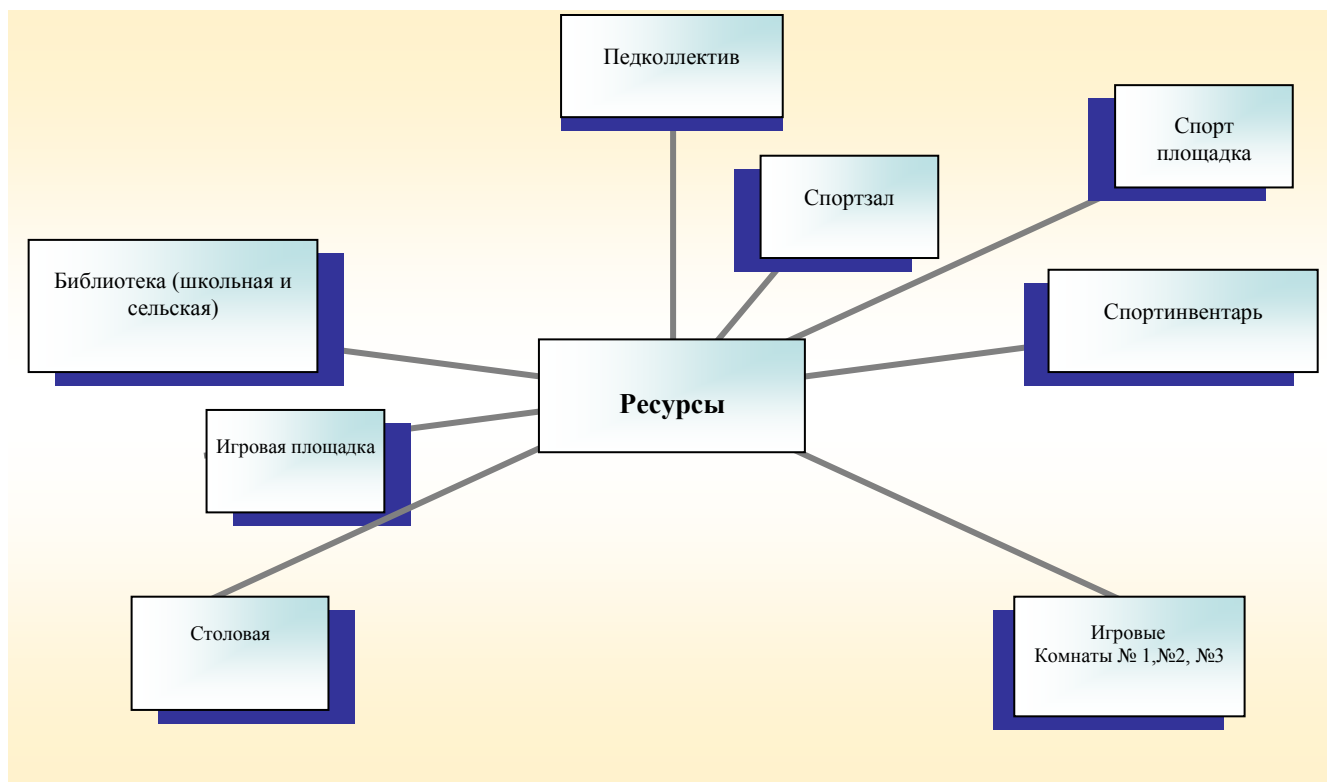 Педколлектив
Спорт
площадка
Спортзал
Библиотека (школьная и
сельская)
Спортинвентарь
Ресурсы
Игровая площадка
Столовая
Игровые
Комнаты № 1,№2, №3